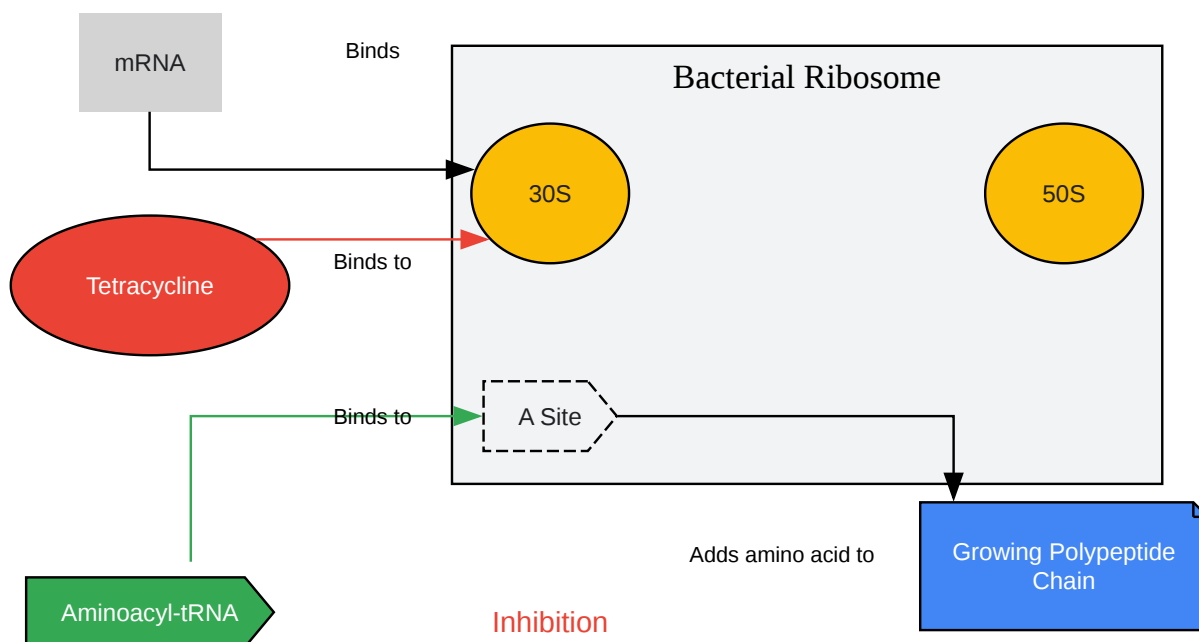 mRNA
Binds
Bacterial Ribosome
30S
50S
Binds to
Tetracycline
Binds to
A Site
Adds amino acid to
Growing Polypeptide
Chain
Aminoacyl-tRNA
Inhibition